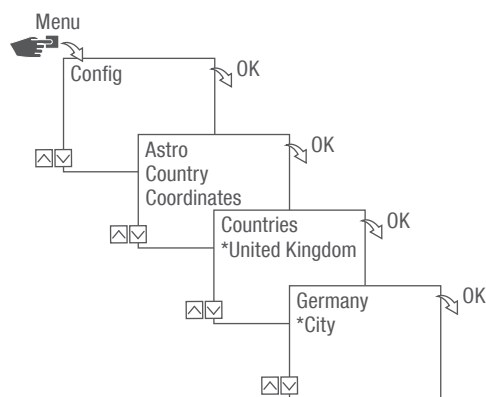 Menu
Config
OK
Astro
Country
Coordinates
OK
Countries
*United Kingdom
OK
Germany
*City
OK